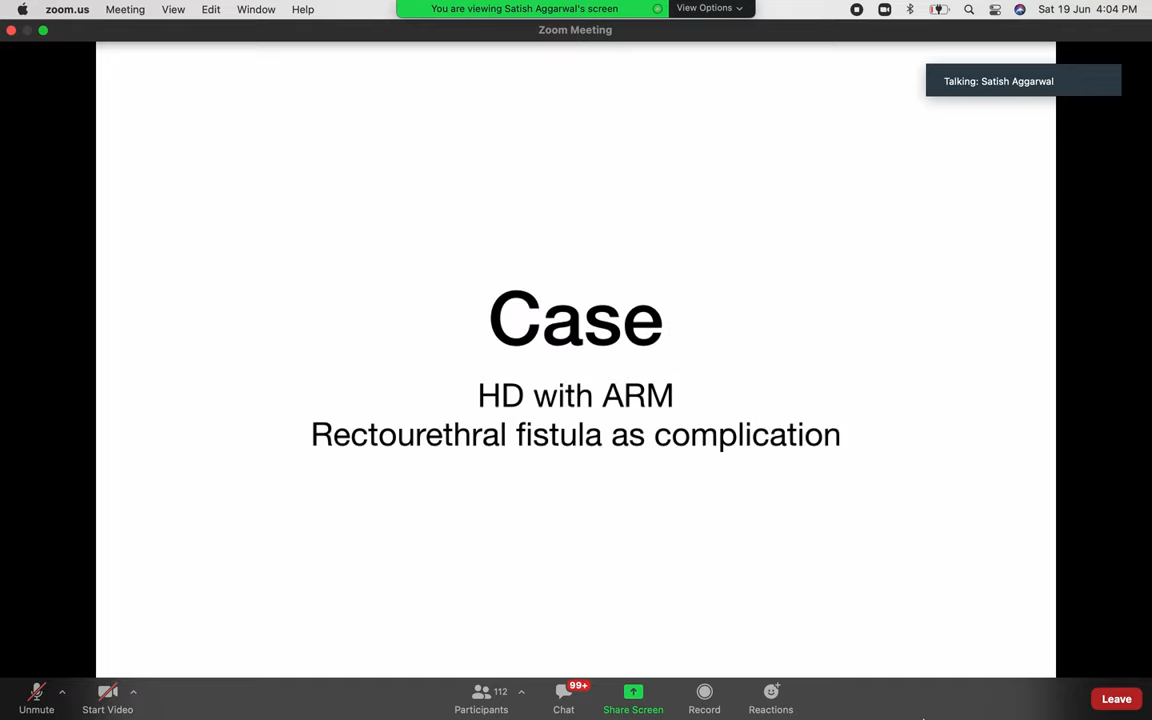 zoom.us Meeting View Edit Window Help
You are viewing Satish Aggarwal's screen View Options
Sat 19 Jun 4:04 PM
Zoom Meeting
Talking: Satish Aggarwal
Case
HD with ARM
Rectourethral fistula as complication
112
99+
Unmute Start Video Participants Chat Share Screen Record Reactions Leave